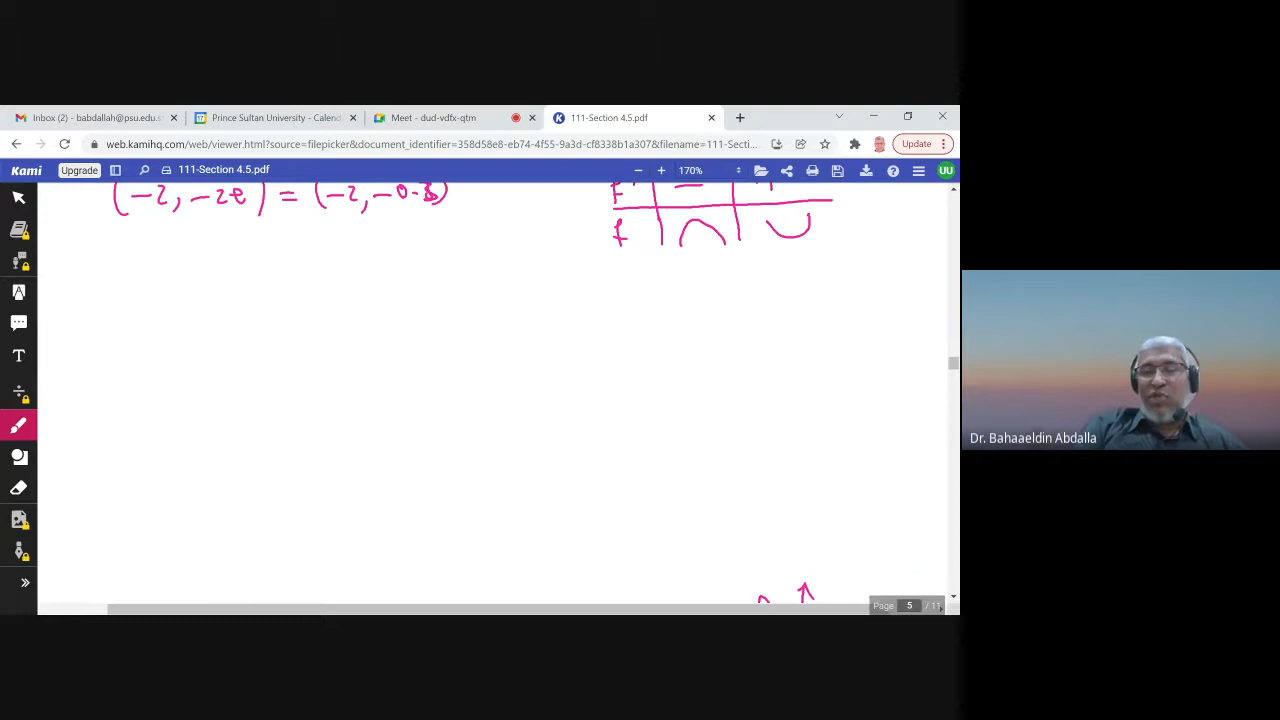 Inbox (2) - babdallah@psu.edu.s
Prince Sultan University - Calend
Meet - dud-vdfx-qtm
111-Section 4.5.pdf
web.kamihq.com/web/viewer.html?source=filepicker&document_identifier=358d58e8-eb74-4f55-9a3d-cf8338b1a307&filename=111-Secti...
Update
Kami
Upgrade
111-Section 4.5.pdf
170%
UU
(-2, -2e ) = (-2, -0.3)
f
Page 5 / 11
Dr. Bahaaeldin Abdalla